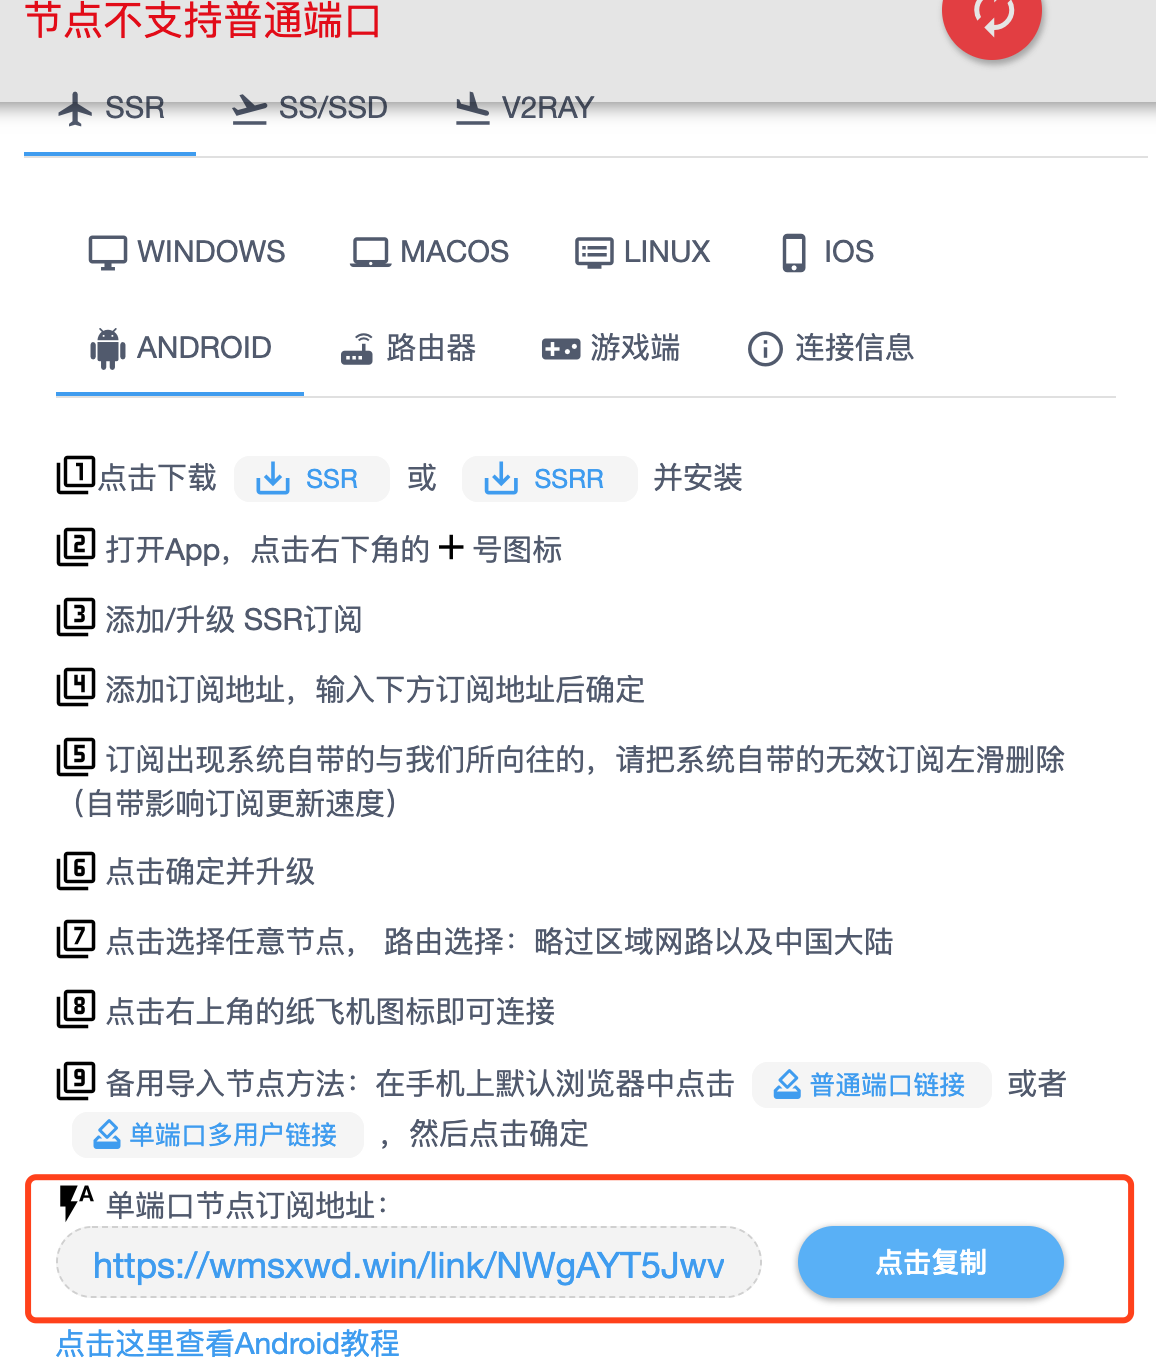 节点不支持普通端口
SSR SS/SSD V2RAY
WINDOWS MACOS LINUX IOS
ANDROID 路由器 游戏端 连接信息
1 点击下载 SSR 或 SSRR 并安装
2 打开App，点击右下角的 + 号图标
3 添加/升级 SSR订阅
4 添加订阅地址，输入下方订阅地址后确定
5 订阅出现系统自带的与我们所向往的，请把系统自带的无效订阅左滑删除
（自带影响订阅更新速度）
6 点击确定并升级
7 点击选择任意节点， 路由选择：略过区域网路以及中国大陆
8 点击右上角的纸飞机图标即可连接
9 备用导入节点方法：在手机上默认浏览器中点击 普通端口链接 或者
单端口多用户链接 ，然后点击确定
A 单端口节点订阅地址：
https://wmsxwd.win/link/NWgAYT5Jwv 点击复制
点击这里查看Android教程